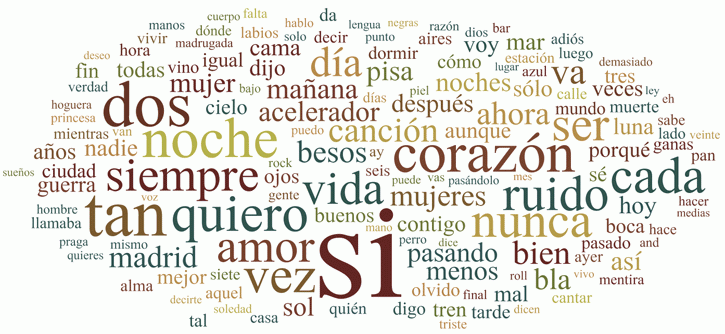 cuerpo falta
manos hablo da lengua negras razón dios bar
vivir dónde labios solo decir punto aires voy mar adiós
hora madrugada cama día dormir cómo estación luego
deseo fin todas vino igual dijo pisa lugar azul va demasiado
verdad mujer bajo mañana noches sólo calle veces tres ley
hoguera dos cielo acelerador días piel después ahora mundo muerte eh
princesa noche puedo canción aunque ser luna sabe
mientras van lado veinte
años nadie besos ay corazón porqué ganas pan
sueños ciudad siempre rock ojos seis puede vas pasándolo mes sé cada
guerra gente vida mujeres ruido
hombre voz tan quiero buenos mano contigo nunca hoy hacer
llamaba medias
praga mismo amor si perro dice pasando bien boca hace
quieres madrid pasado and
ayer
alma mejor siete vez menos roll bla vivo así
decirte aquel sol olvido final mal cantar mentira
soledad quién digo tren tarde dicen
tal casa triste